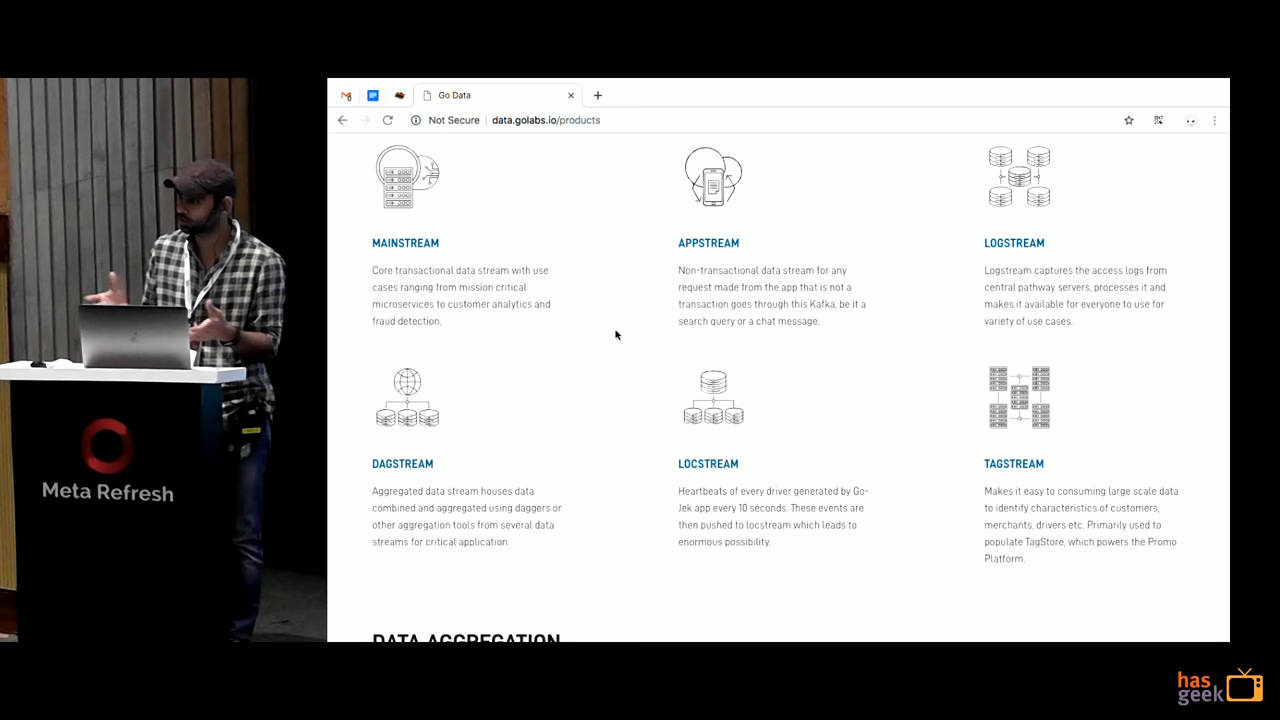 Go Data
Not Secure
data.golabs.io/products
MAINSTREAM
Core transactional data stream with use
cases ranging from mission critical
microservices to customer analytics and
fraud detection.
APPSTREAM
Non-transactional data stream for any
request made from the app that is not a
transaction goes through this Kafka, be it a
search query or a chat message.
LOGSTREAM
Logstream captures the access logs from
central pathway servers, processes it and
makes it available for everyone to use for
variety of use cases.
DAGSTREAM
Aggregated data stream houses data
combined and aggregated using daggers or
other aggregation tools from several data
streams for critical application.
LOCSTREAM
Heartbeats of every driver generated by Go-
Jek app every 10 seconds. These events are
then pushed to locstream which leads to
enormous possibility.
TAGSTREAM
Makes it easy to consuming large scale data
to identify characteristics of customers,
merchants, drivers etc. Primarily used to
populate TagStore, which powers the Promo
Platform.
DATA AGGREGATION
Meta Refresh
has
geek